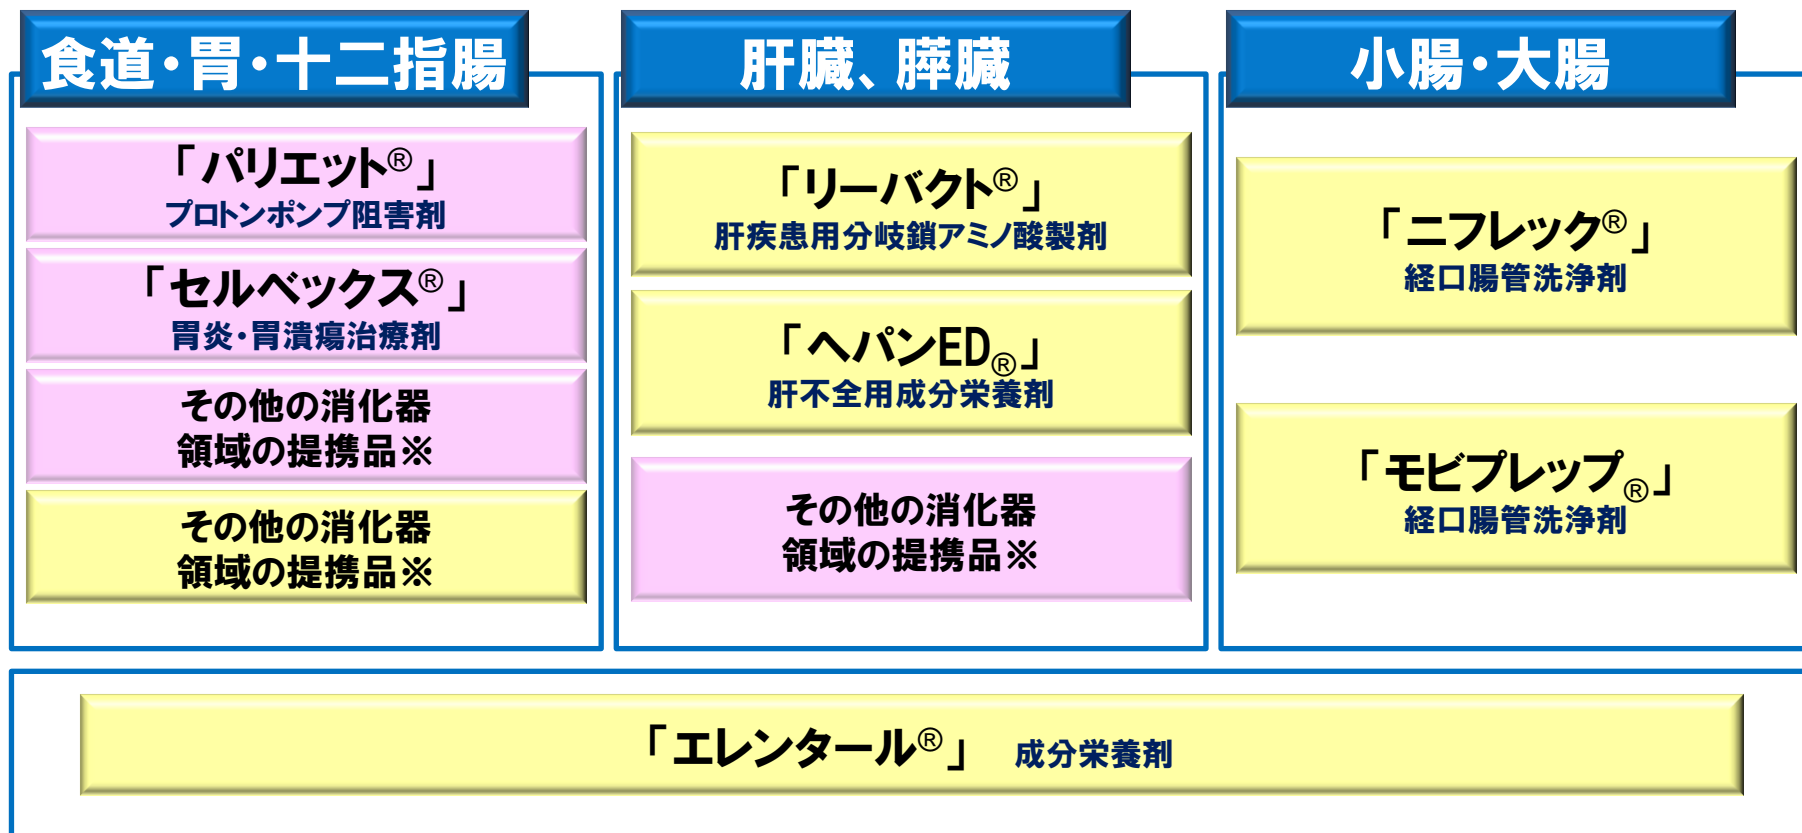 食道・胃・十二指腸
「パリエット®」
プロトンポンプ阻害剤
「セルベックス®」
胃炎・胃潰瘍治療剤
その他の消化器
領域の提携品※
その他の消化器
領域の提携品※
肝臓、膵臓
「リーバクト®」
肝疾患用分岐鎖アミノ酸製剤
「ヘパンED®」
肝不全用成分栄養剤
その他の消化器
領域の提携品※
小腸・大腸
「ニフレック®」
経口腸管洗浄剤
「モビプレップ®」
経口腸管洗浄剤
「エレンタール®」 成分栄養剤